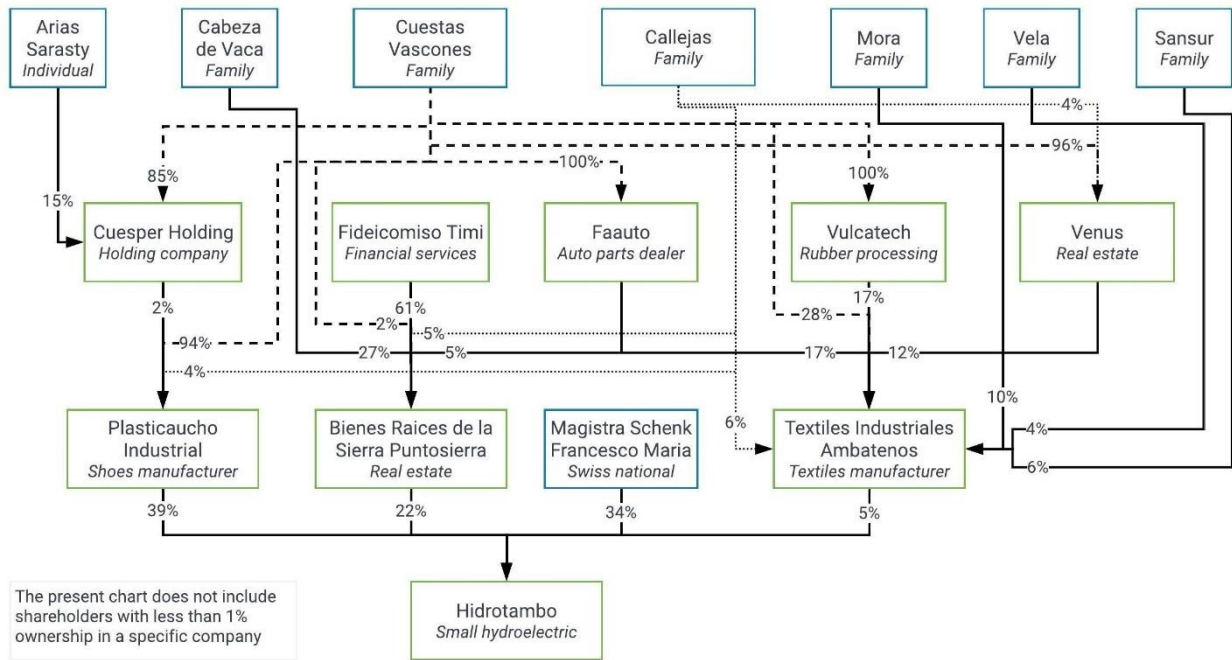 Arias
Sarasty
Individual
Cabeza
de Vaca
Family
Cuestas
Vascones
Family
Callejas
Family
Mora
Family
Vela
Family
Sansur
Family
4%
96%
100%
85%
100%
15%
Cuesper Holding
Holding company
Fideicomiso Timi
Financial services
Faauto
Auto parts dealer
Vulcatech
Rubber processing
Venus
Real estate
2%
61%
17%
28%
2%
5%
94%
27%
5%
17%
12%
4%
10%
Plasticaucho
Industrial
Shoes manufacturer
Bienes Raices de la
Sierra Puntosierra
Real estate
Magistra Schenk
Francesco Maria
Swiss national
6%
Textiles Industriales
Ambatenos
Textiles manufacturer
4%
6%
39%
22%
34%
5%
The present chart does not include
shareholders with less than 1%
ownership in a specific company
Hidrotambo
Small hydroelectric